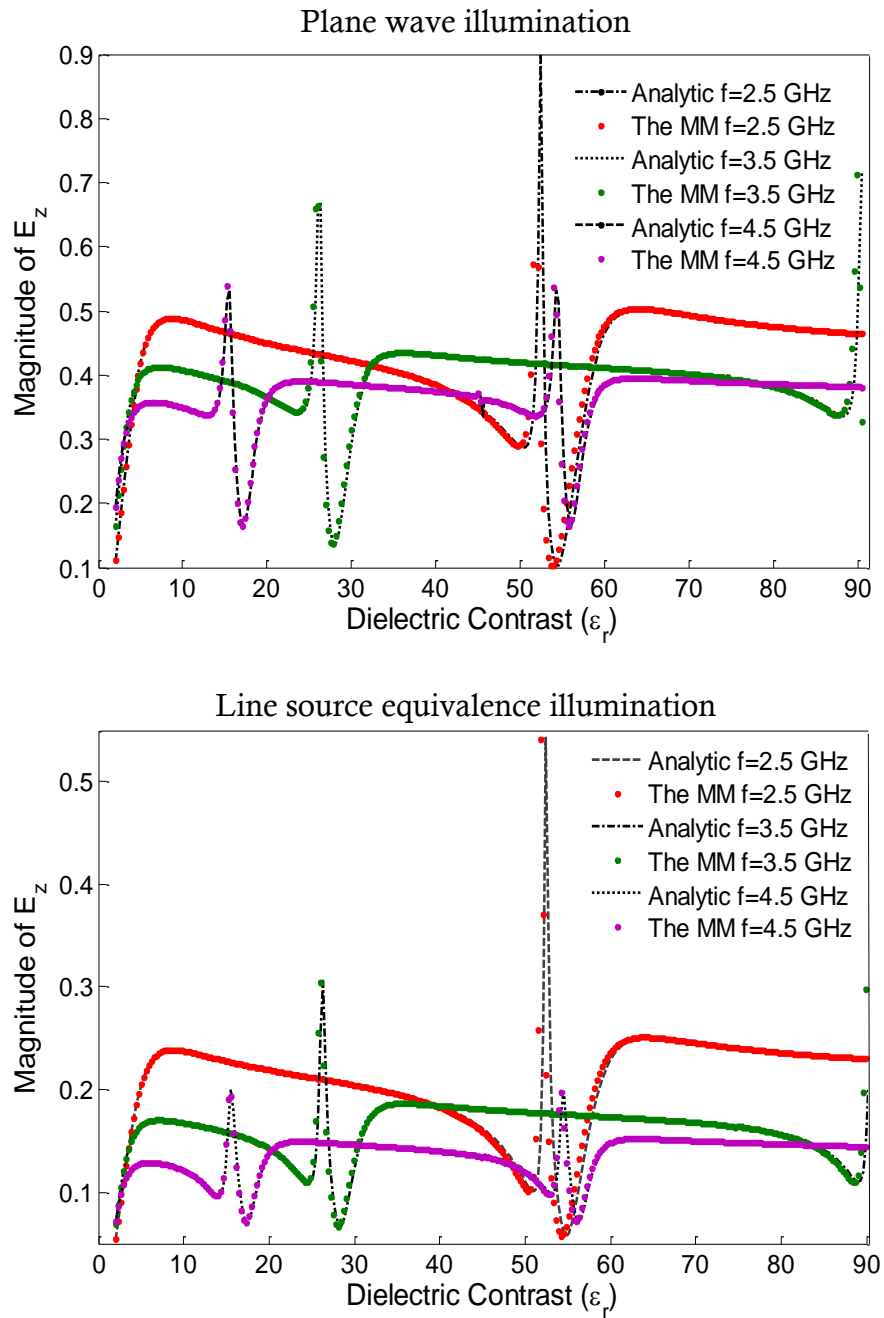 Plane wave illumination
0.9
0.8
0.7
0.6
0.5
0.4
0.3
0.2
0.1
Magnitude of E_z
Analytic f=2.5 GHz
The MM f=2.5 GHz
Analytic f=3.5 GHz
The MM f=3.5 GHz
Analytic f=4.5 GHz
The MM f=4.5 GHz
0 10 20 30 40 50 60 70 80 90
Dielectric Contrast (ε_r)
Line source equivalence illumination
0.5
0.4
0.3
0.2
0.1
Magnitude of E_z
Analytic f=2.5 GHz
The MM f=2.5 GHz
Analytic f=3.5 GHz
The MM f=3.5 GHz
Analytic f=4.5 GHz
The MM f=4.5 GHz
0 10 20 30 40 50 60 70 80 90
Dielectric Contrast (ε_r)